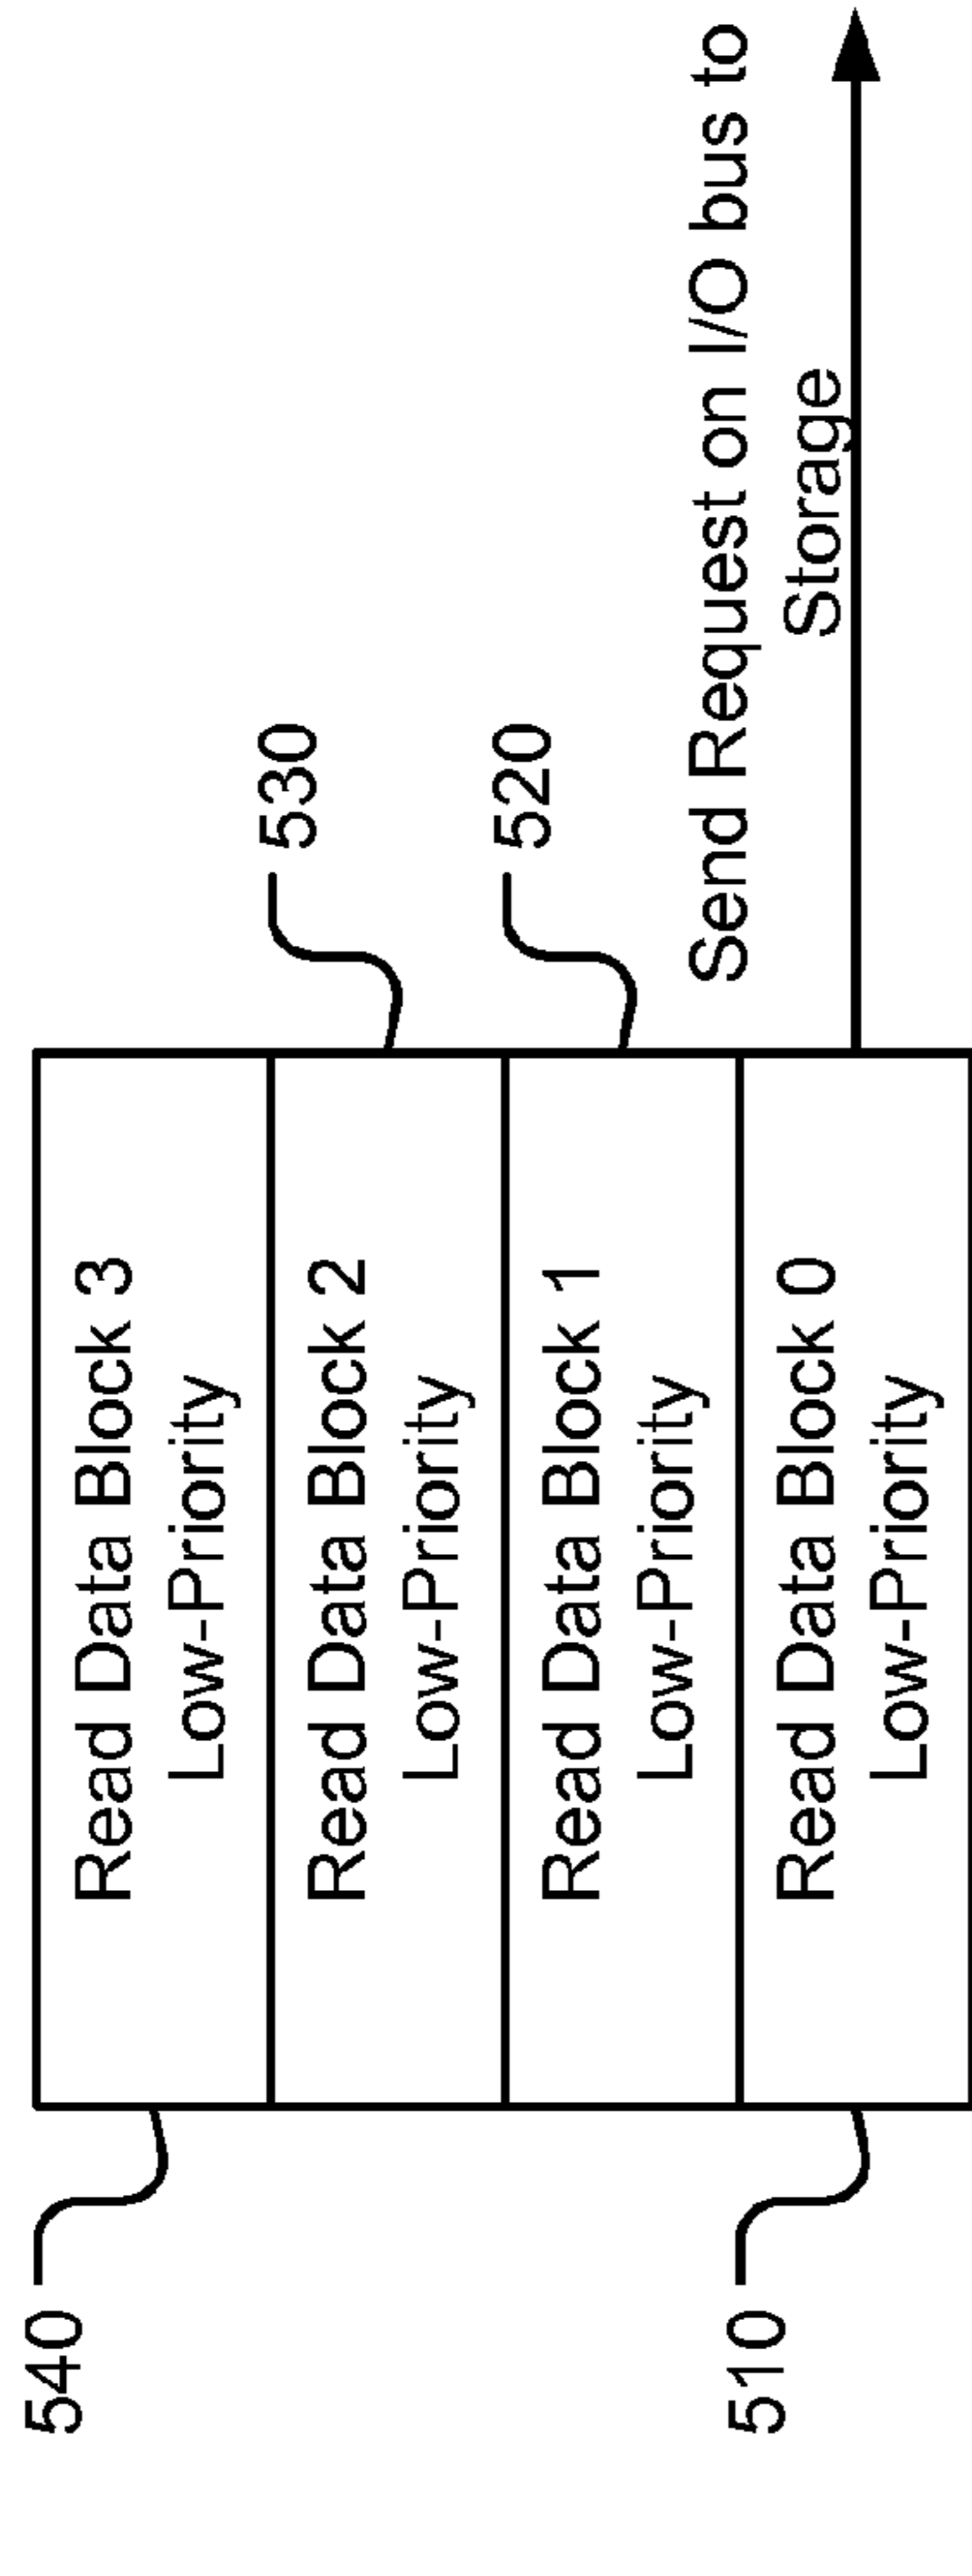 540
Read Data Block 3
Low-Priority
530
Read Data Block 2
Low-Priority
520
Read Data Block 1
Low-Priority
510
Read Data Block 0
Low-Priority
Send Request on I/O bus to
Storage